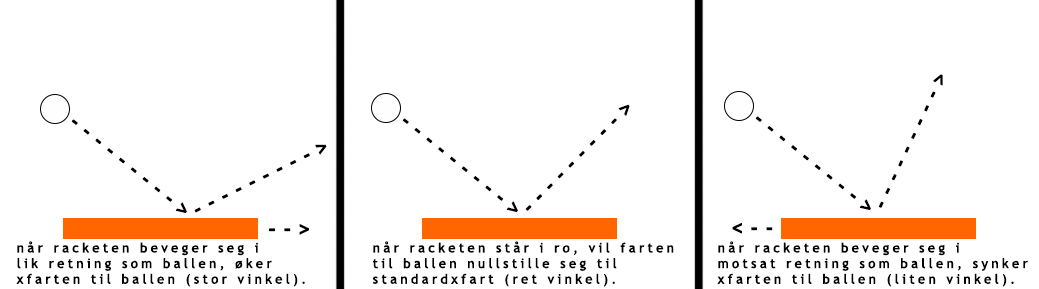 når racketen beveger seg i
lik retning som ballen, øker
xfarten til ballen (stor vinkel).
når racketen står i ro, vil farten
til ballen nullstille seg til
standardxfart (ret vinkel).
når racketen beveger seg i
motsat retning som ballen, synker
xfarten til ballen (liten vinkel).